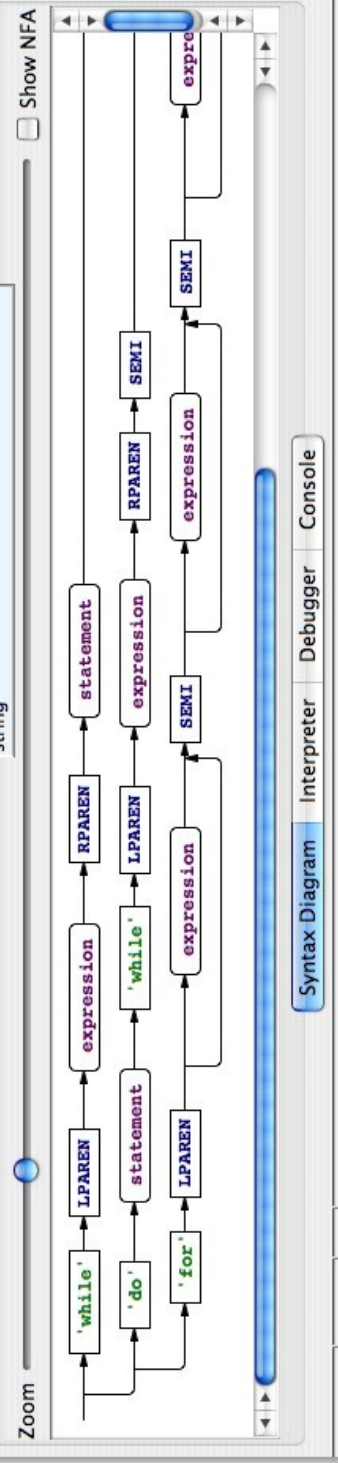 string
Zoom
Show NFA
'while' LPAREN expression RPAREN statement
'do' statement 'while' LPAREN expression RPAREN SEMI
'for' LPAREN expression SEMI expression SEMI expre
Syntax Diagram Interpreter Debugger Console